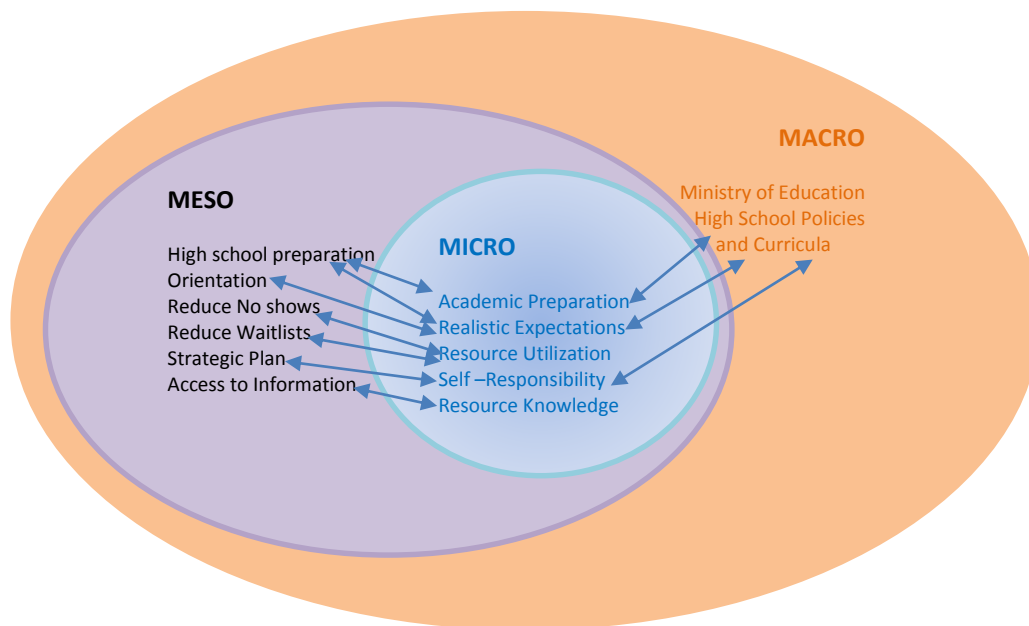 MACRO
Ministry of Education
High School Policies
and Curricula
MESO
High school preparation
Orientation
Reduce No shows
Reduce Waitlists
Strategic Plan
Access to Information
MICRO
Academic Preparation
Realistic Expectations
Resource Utilization
Self –Responsibility
Resource Knowledge